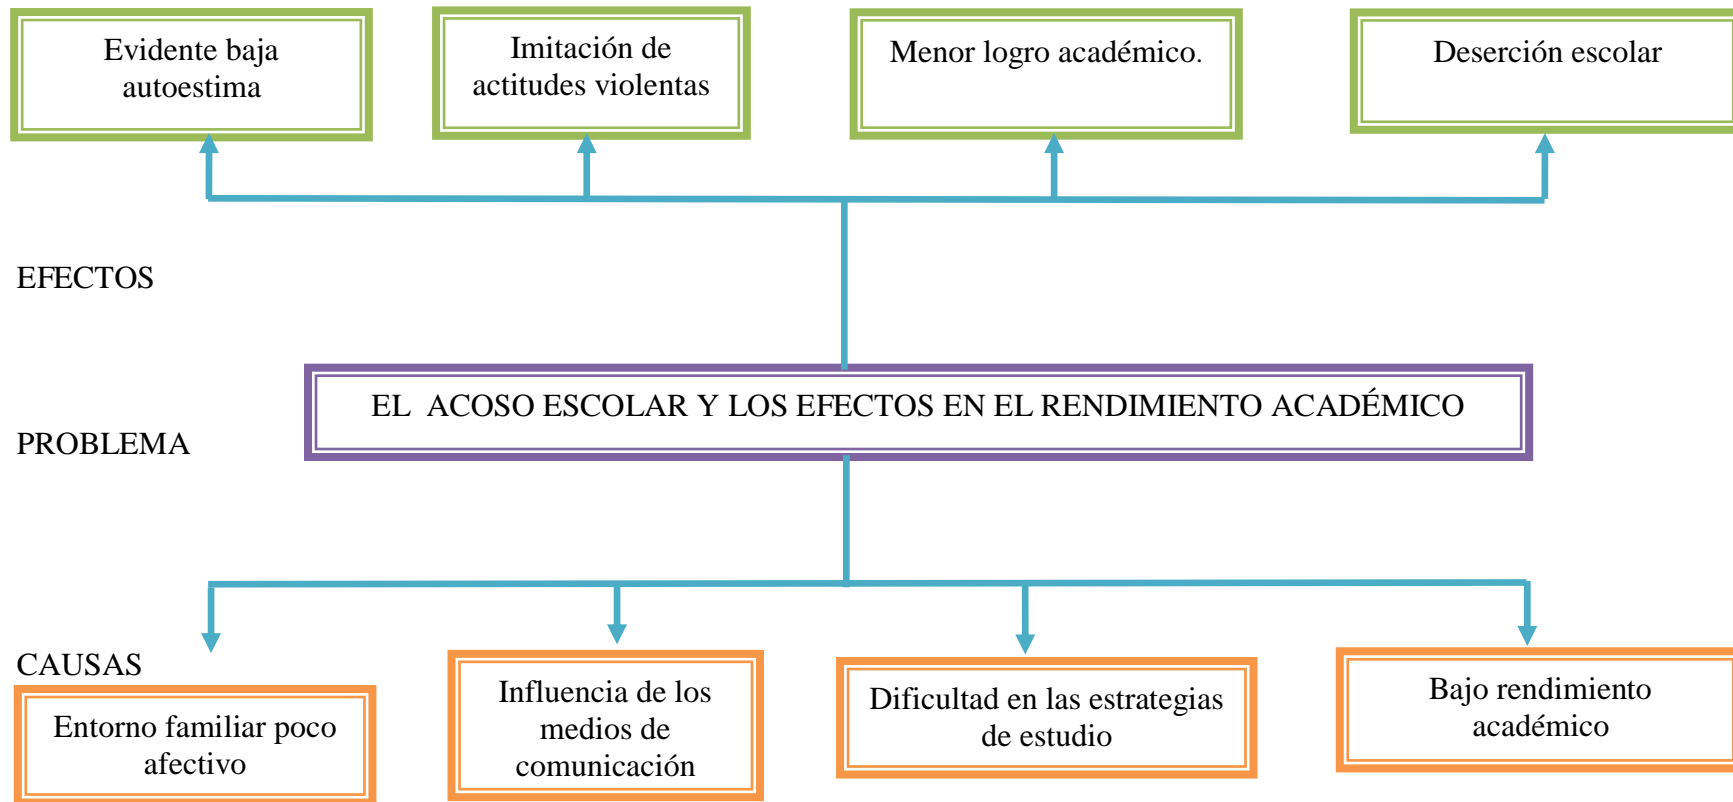 Evidente baja
autoestima
Imitación de
actitudes violentas
Menor logro académico.
Deserción escolar
EFECTOS
EL  ACOSO ESCOLAR Y LOS EFECTOS EN EL RENDIMIENTO ACADÉMICO
PROBLEMA
CAUSAS
Entorno familiar poco
afectivo
Influencia de los
medios de
comunicación
Dificultad en las estrategias
de estudio
Bajo rendimiento
académico